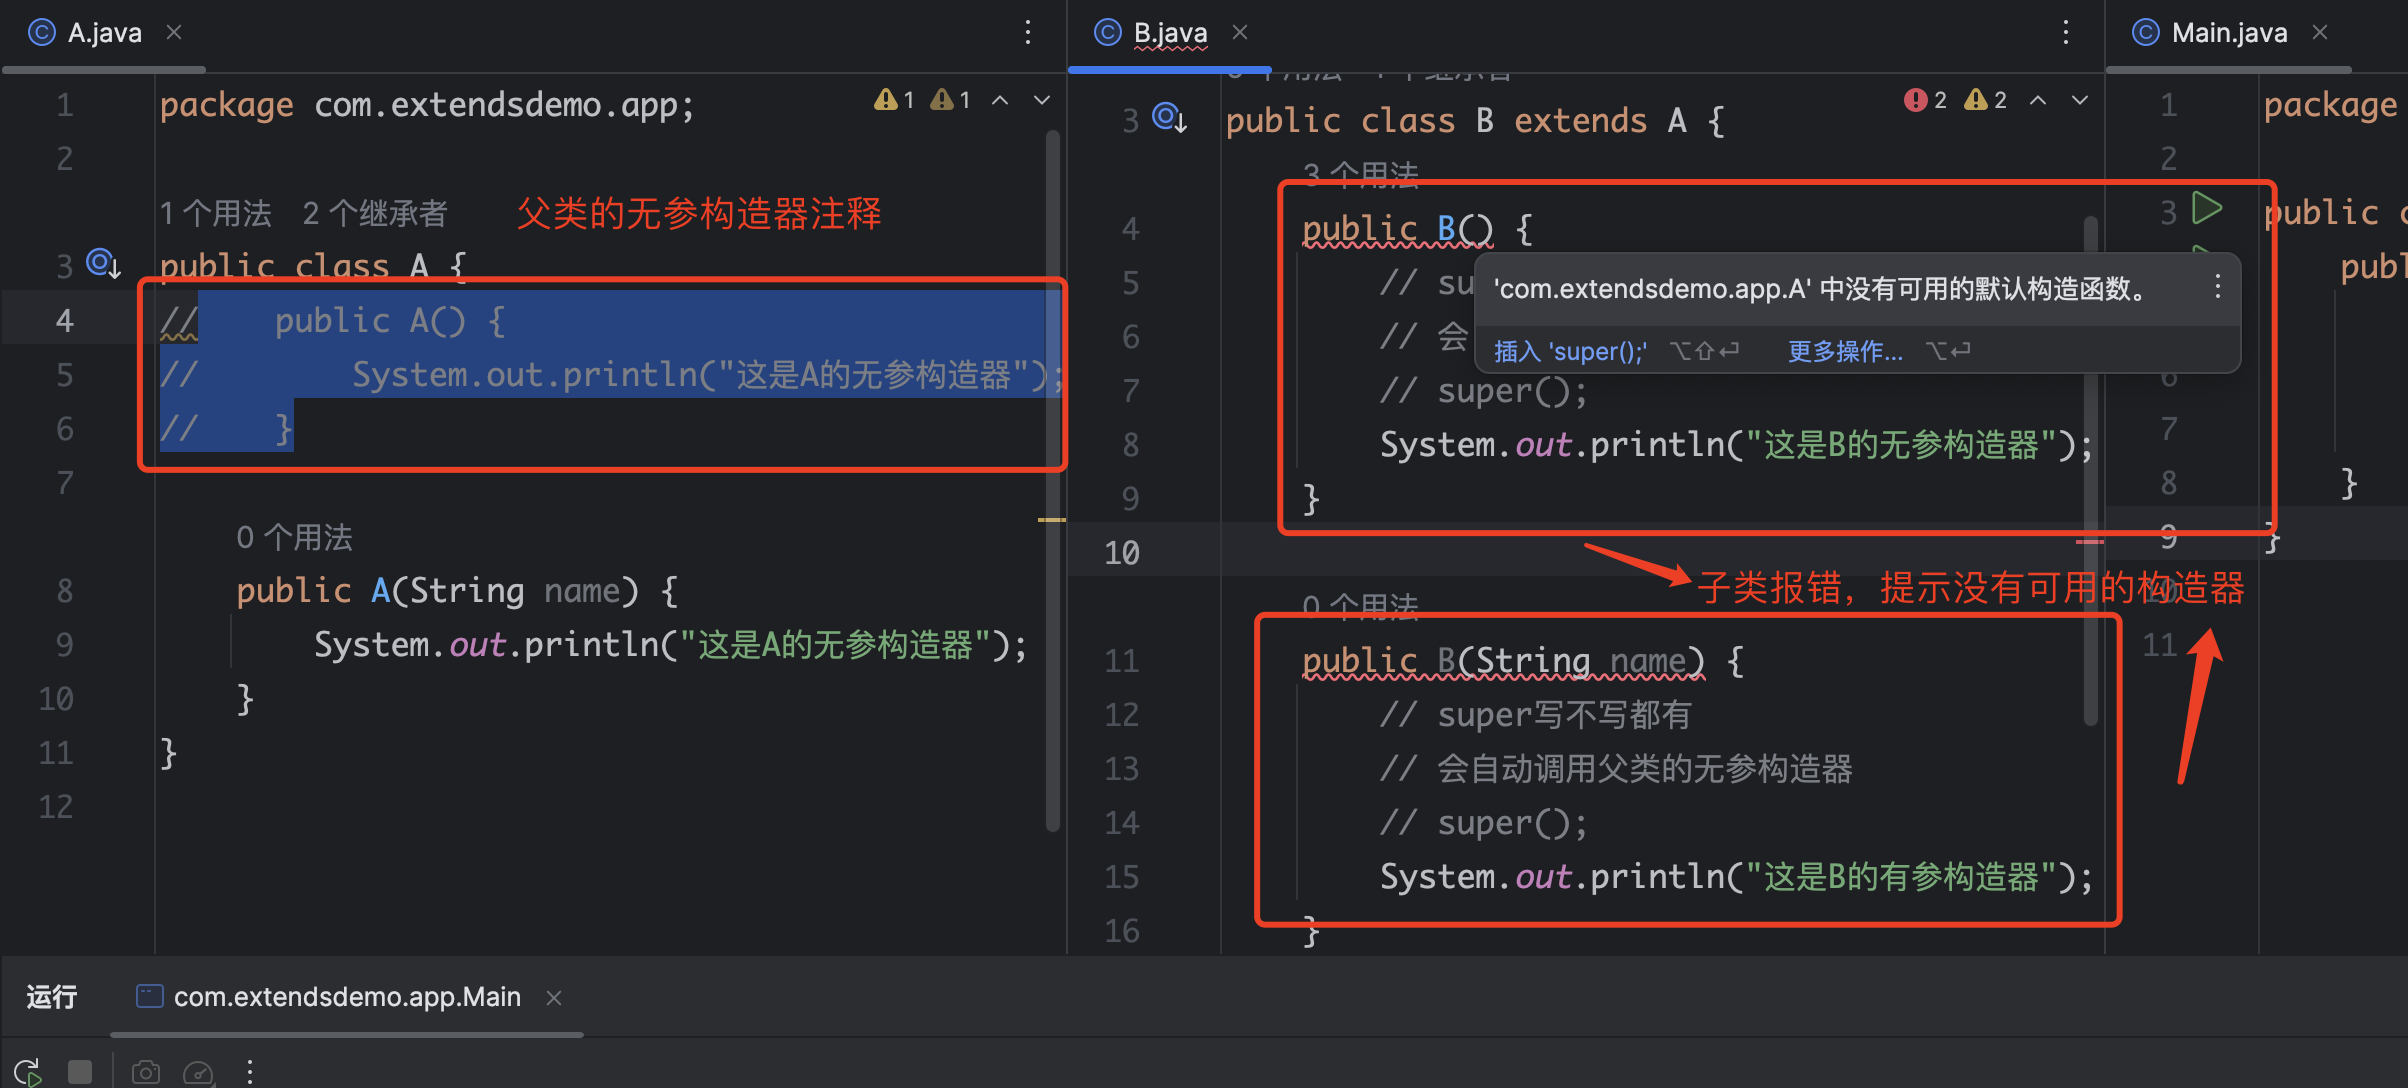 A.java
B.java
Main.java
1 package com.extendsdemo.app;
1 1
2
1 个用法 2 个继承者
父类的无参构造器注释
3 public class A {
4 // public A() {
5 // System.out.println("这是A的无参构造器");
6 // }
7
0 个用法
8 public A(String name) {
9 System.out.println("这是A的无参构造器");
10 }
11 }
12
2 2
3 public class B extends A {
3 个用法
4 public B() {
5 // su
'com.extendsdemo.app.A' 中没有可用的默认构造函数。
6 // 会
插入 'super();' ⌥⇧⏎ 更多操作... ⌥⏎
7 // super();
8 System.out.println("这是B的无参构造器");
9 }
10
子类报错，提示没有可用的构造器
0 个用法
11 public B(String name) {
12 // super写不写都有
13 // 会自动调用父类的无参构造器
14 // super();
15 System.out.println("这是B的有参构造器");
16 }
1 package
2
3 public c
publ
6
7
8 }
9 }
10
11
运行
com.extendsdemo.app.Main